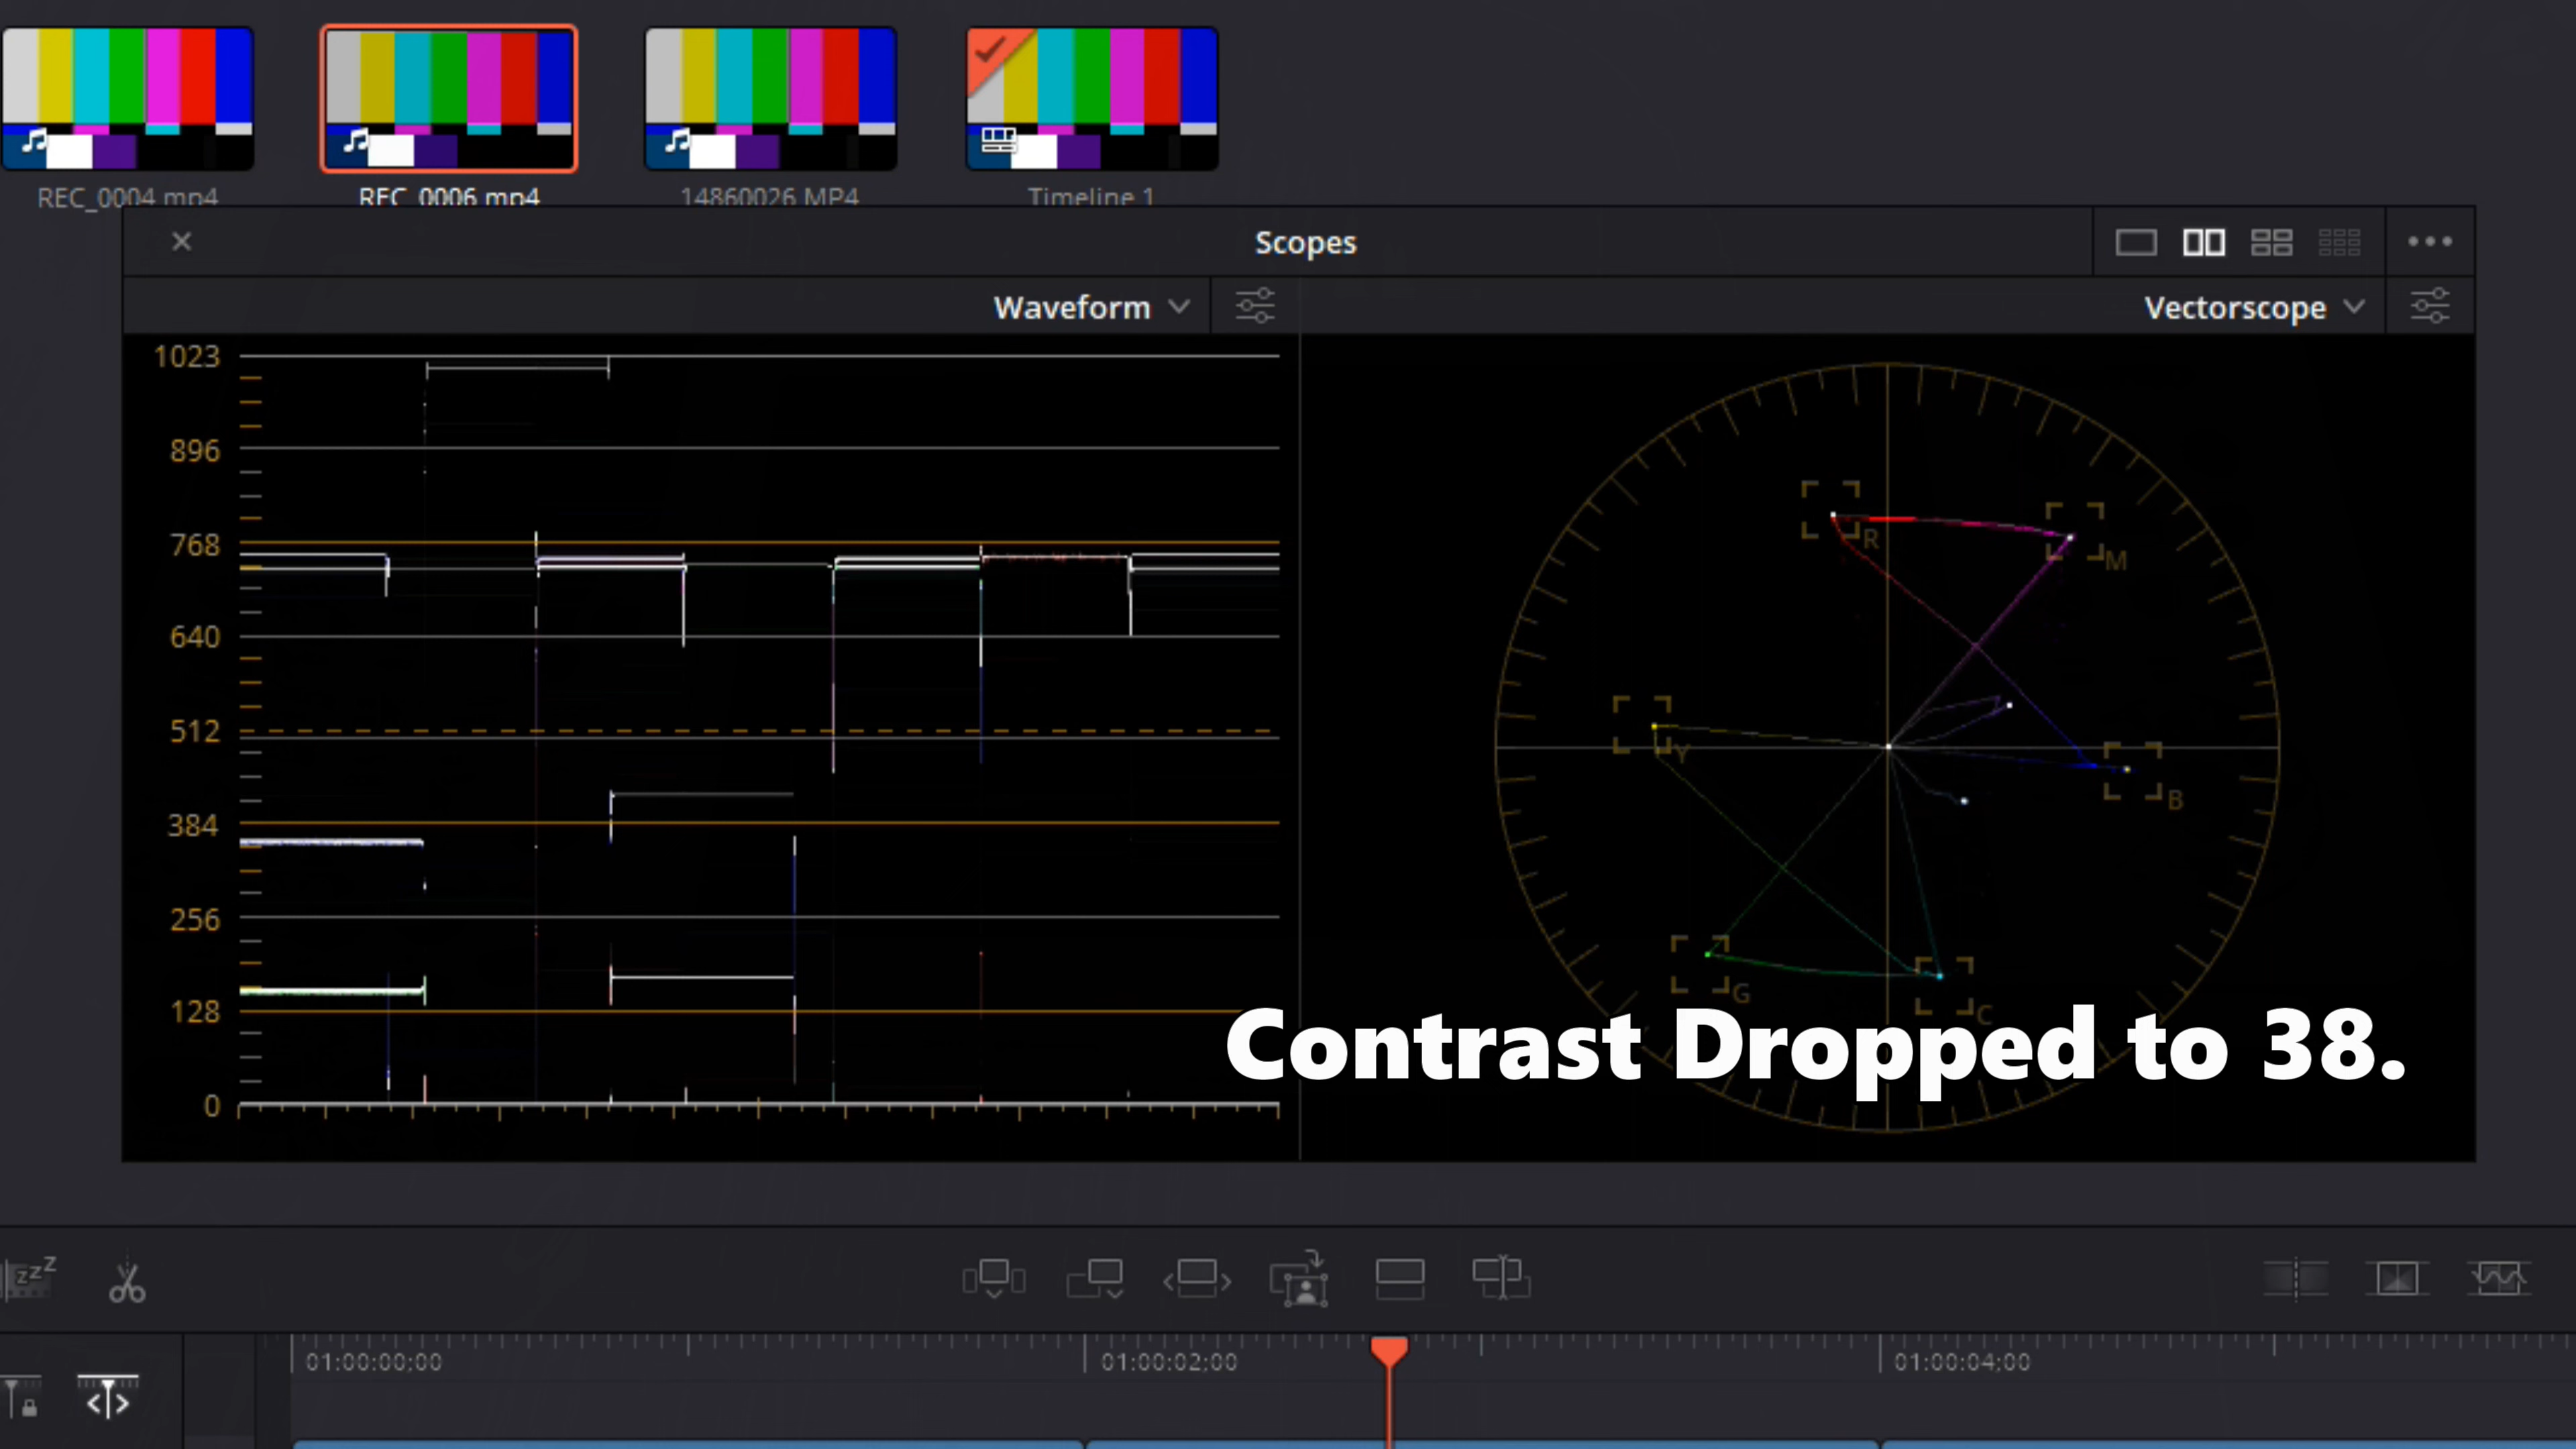 REC_0004 mp4
REC_0006 mp4
14860026 MP4
Timeline 1
Scopes
Waveform
Vectorscope
1023
896
768
640
512
384
256
128
0
R
M
Y
B
G
C
Contrast Dropped to 38.
zzZ
01:00:00;00
01:00:02;00
01:00:04;00